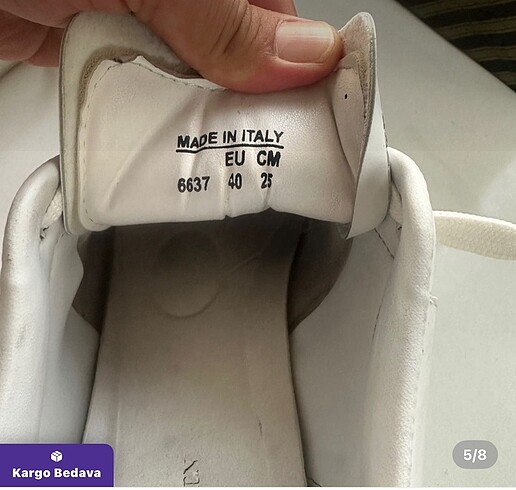 MADE IN ITALY
EU CM
6637 40 25
5/8
Kargo Bedava